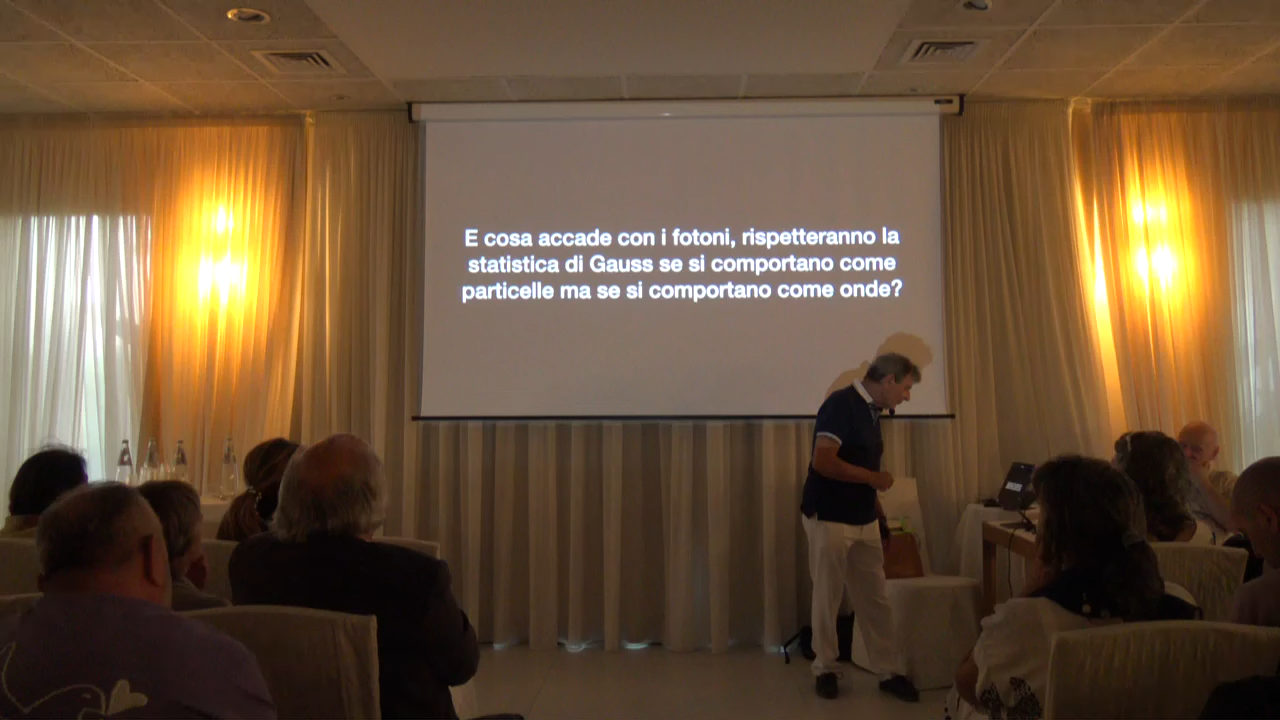 E cosa accade con i fotoni, rispetteranno la
statistica di Gauss se si comportano come
particelle ma se si comportano come onde?